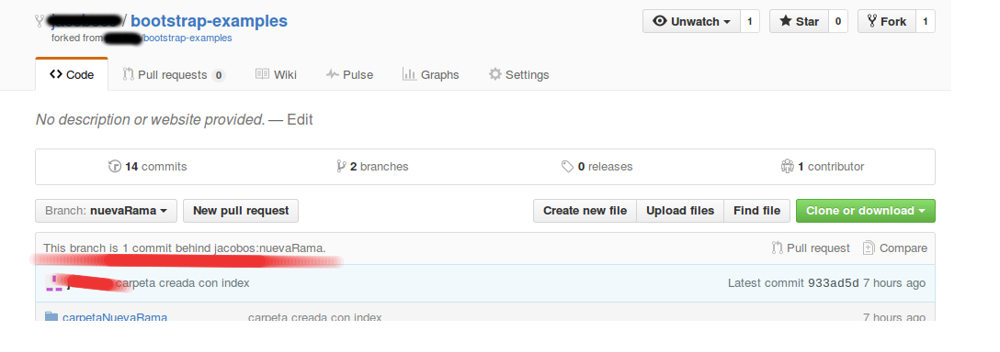 / bootstrap-examples
Unwatch 1 Star 0 Fork 1
forked from /bootstrap-examples
Code Pull requests 0 Wiki Pulse Graphs Settings
No description or website provided. — Edit
14 commits 2 branches 0 releases 1 contributor
Branch: nuevaRama New pull request Create new file Upload files Find file Clone or download
This branch is 1 commit behind jacobos:nuevaRama. Pull request Compare
carpeta creada con index Latest commit 933ad5d 7 hours ago
carpetaNuevaRama carpeta creada con index 7 hours ago